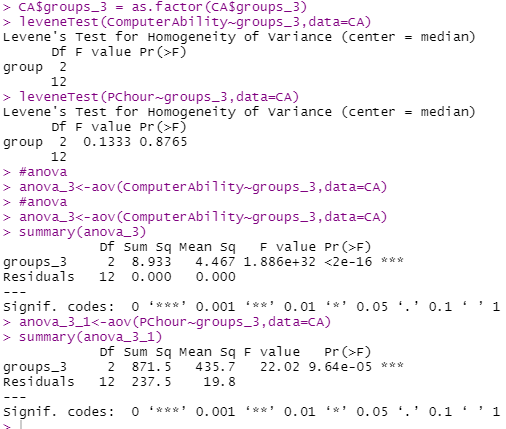 > CA$groups_3 = as.factor(CA$groups_3)
> leveneTest(ComputerAbility~groups_3,data=CA)
Levene's Test for Homogeneity of Variance (center = median)
      Df F value Pr(>F)
group  2
      12
> leveneTest(PChour~groups_3,data=CA)
Levene's Test for Homogeneity of Variance (center = median)
      Df F value Pr(>F)
group  2  0.1333 0.8765
      12
> #anova
> anova_3<-aov(ComputerAbility~groups_3,data=CA)
> #anova
> anova_3<-aov(ComputerAbility~groups_3,data=CA)
> summary(anova_3)
            Df Sum Sq Mean Sq   F value Pr(>F)
groups_3     2  8.933   4.467 1.886e+32 <2e-16 ***
Residuals   12  0.000   0.000
---
Signif. codes:  0 ‘***’ 0.001 ‘**’ 0.01 ‘*’ 0.05 ‘.’ 0.1 ‘ ’ 1
> anova_3_1<-aov(PChour~groups_3,data=CA)
> summary(anova_3_1)
            Df Sum Sq Mean Sq F value   Pr(>F)
groups_3     2  871.5   435.7   22.02 9.64e-05 ***
Residuals   12  237.5    19.8
---
Signif. codes:  0 ‘***’ 0.001 ‘**’ 0.01 ‘*’ 0.05 ‘.’ 0.1 ‘ ’ 1
>